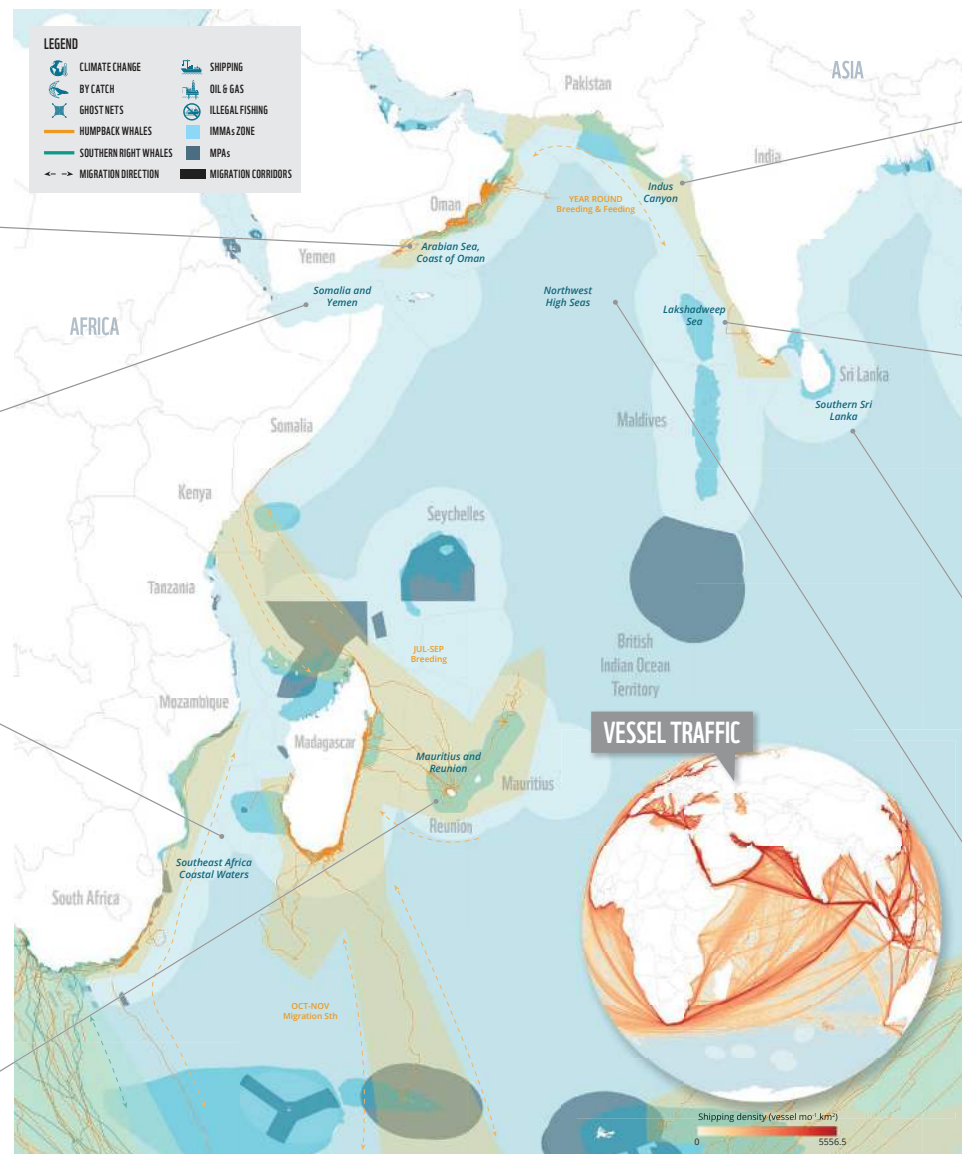 LEGEND
CLIMATE CHANGE
BY CATCH
GHOST NETS
HUMPBACK WHALES
SOUTHERN RIGHT WHALES
MIGRATION DIRECTION
SHIPPING
OIL & GAS
ILLEGAL FISHING
IMMAs ZONE
MPAs
MIGRATION CORRIDORS
ASIA
Pakistan
India
Indus
Canyon
Oman
YEAR ROUND
Breeding & Feeding
Arabian Sea,
Coast of Oman
Yemen
Somalia and
Yemen
Northwest
High Seas
Lakshadweep
Sea
AFRICA
Sri Lanka
Southern Sri
Lanka
Maldives
Somalia
Kenya
Seychelles
Tanzania
JUL-SEP
Breeding
British
Indian Ocean
Territory
Mozambique
Madagascar
VESSEL TRAFFIC
Mauritius and
Reunion
Mauritius
Reunion
Southeast Africa
Coastal Waters
South Africa
OCT-NOV
Migration Sth
Shipping density (vessel mo⁻¹.km²)
0
5556.5